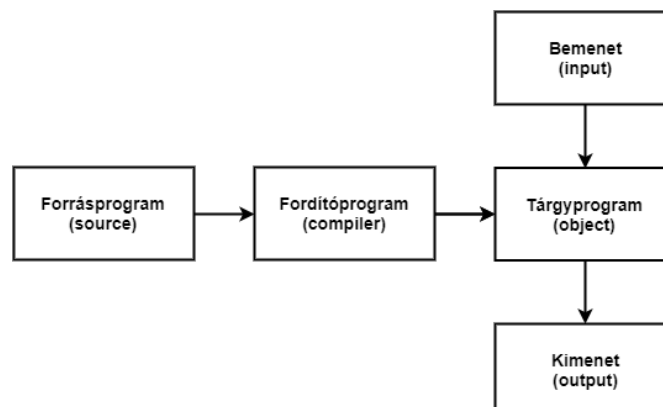 Bemenet
(input)
Forrásprogram
(source)
Fordítóprogram
(compiler)
Tárgyprogram
(object)
Kimenet
(output)